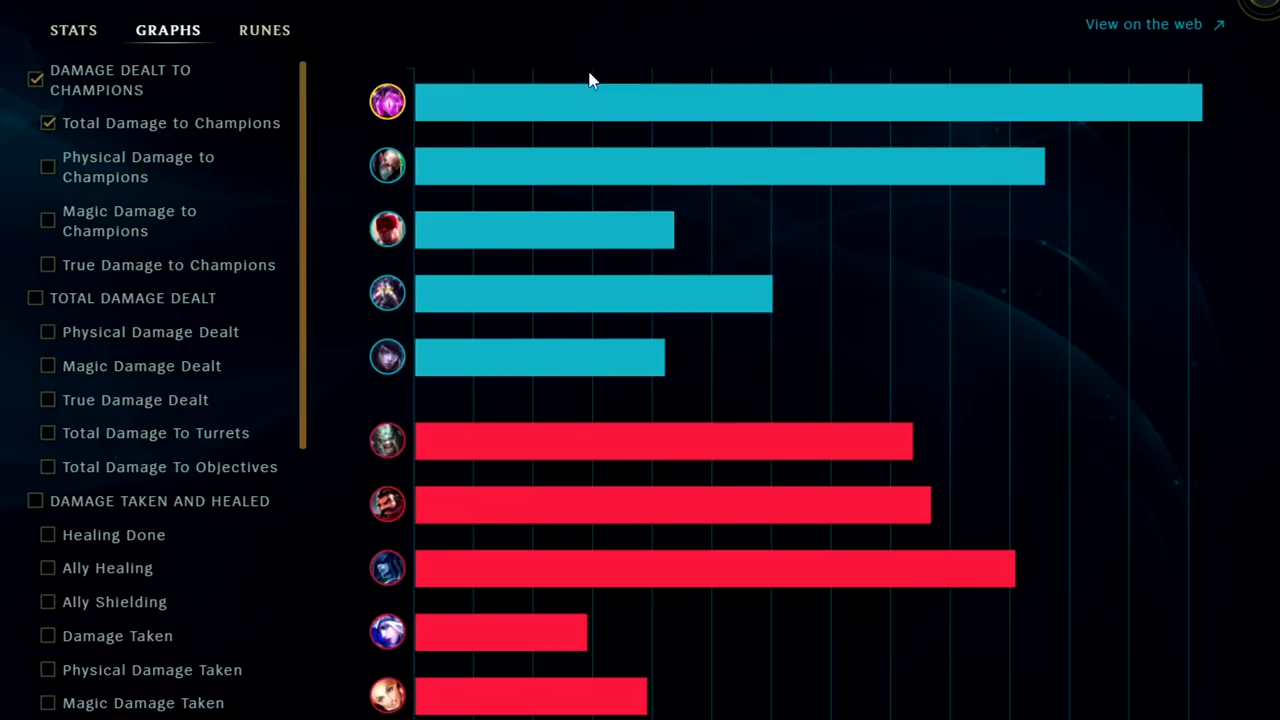 STATS GRAPHS RUNES
View on the web
DAMAGE DEALT TO
CHAMPIONS
Total Damage to Champions
Physical Damage to
Champions
Magic Damage to
Champions
True Damage to Champions
TOTAL DAMAGE DEALT
Physical Damage Dealt
Magic Damage Dealt
True Damage Dealt
Total Damage To Turrets
Total Damage To Objectives
DAMAGE TAKEN AND HEALED
Healing Done
Ally Healing
Ally Shielding
Damage Taken
Physical Damage Taken
Magic Damage Taken